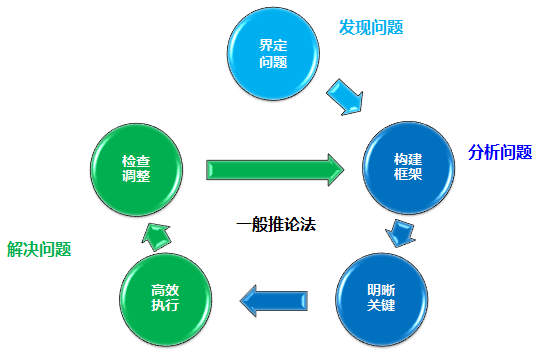 发现问题
界定
问题
构建
框架
分析问题
检查
调整
一般推论法
解决问题
高效
执行
明晰
关键